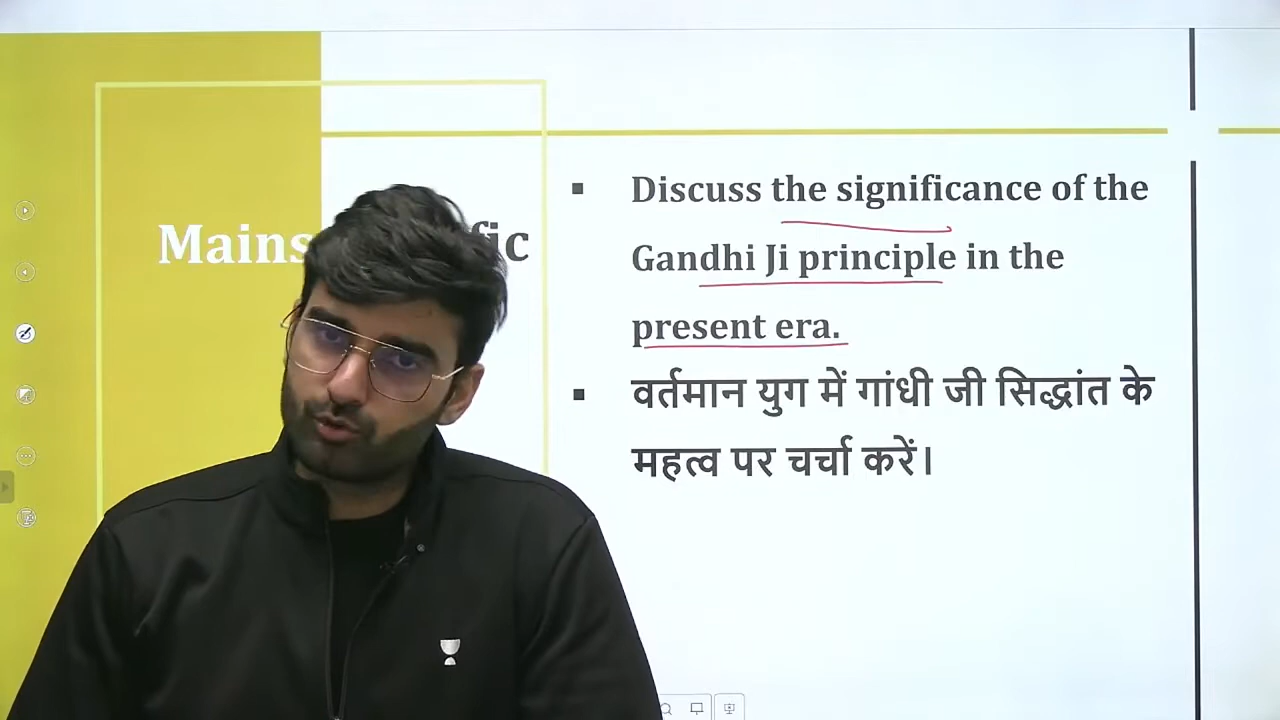 Mains
Discuss the significance of the
Gandhi Ji principle in the
present era.
वर्तमान युग में गांधी जी सिद्धांत के
महत्व पर चर्चा करें।